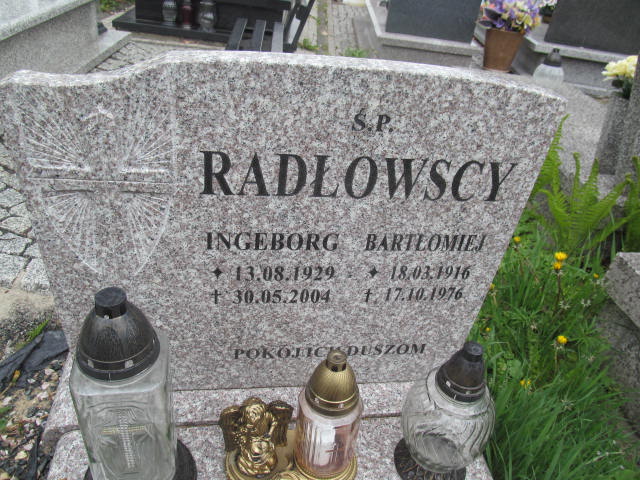 Ś.P.
RADŁOWSCY
INGEBORG BARTŁOMIEJ
✦ 13.08.1929 ✦ 18.03.1916
† 30.05.2004 † 17.10.1976
POKÓJ ICH DUSZOM